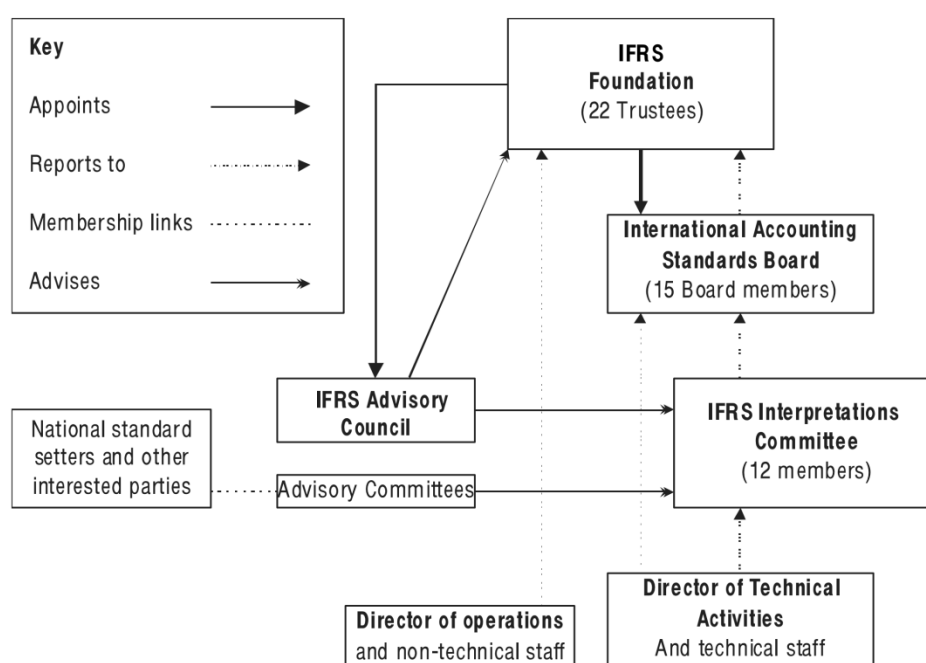 Key
Appoints
Reports to
Membership links
Advises
IFRS
Foundation
(22 Trustees)
International Accounting
Standards Board
(15 Board members)
IFRS Advisory
Council
IFRS Interpretations
Committee
(12 members)
National standard
setters and other
interested parties
Advisory Committees
Director of operations
and non-technical staff
Director of Technical
Activities
And technical staff